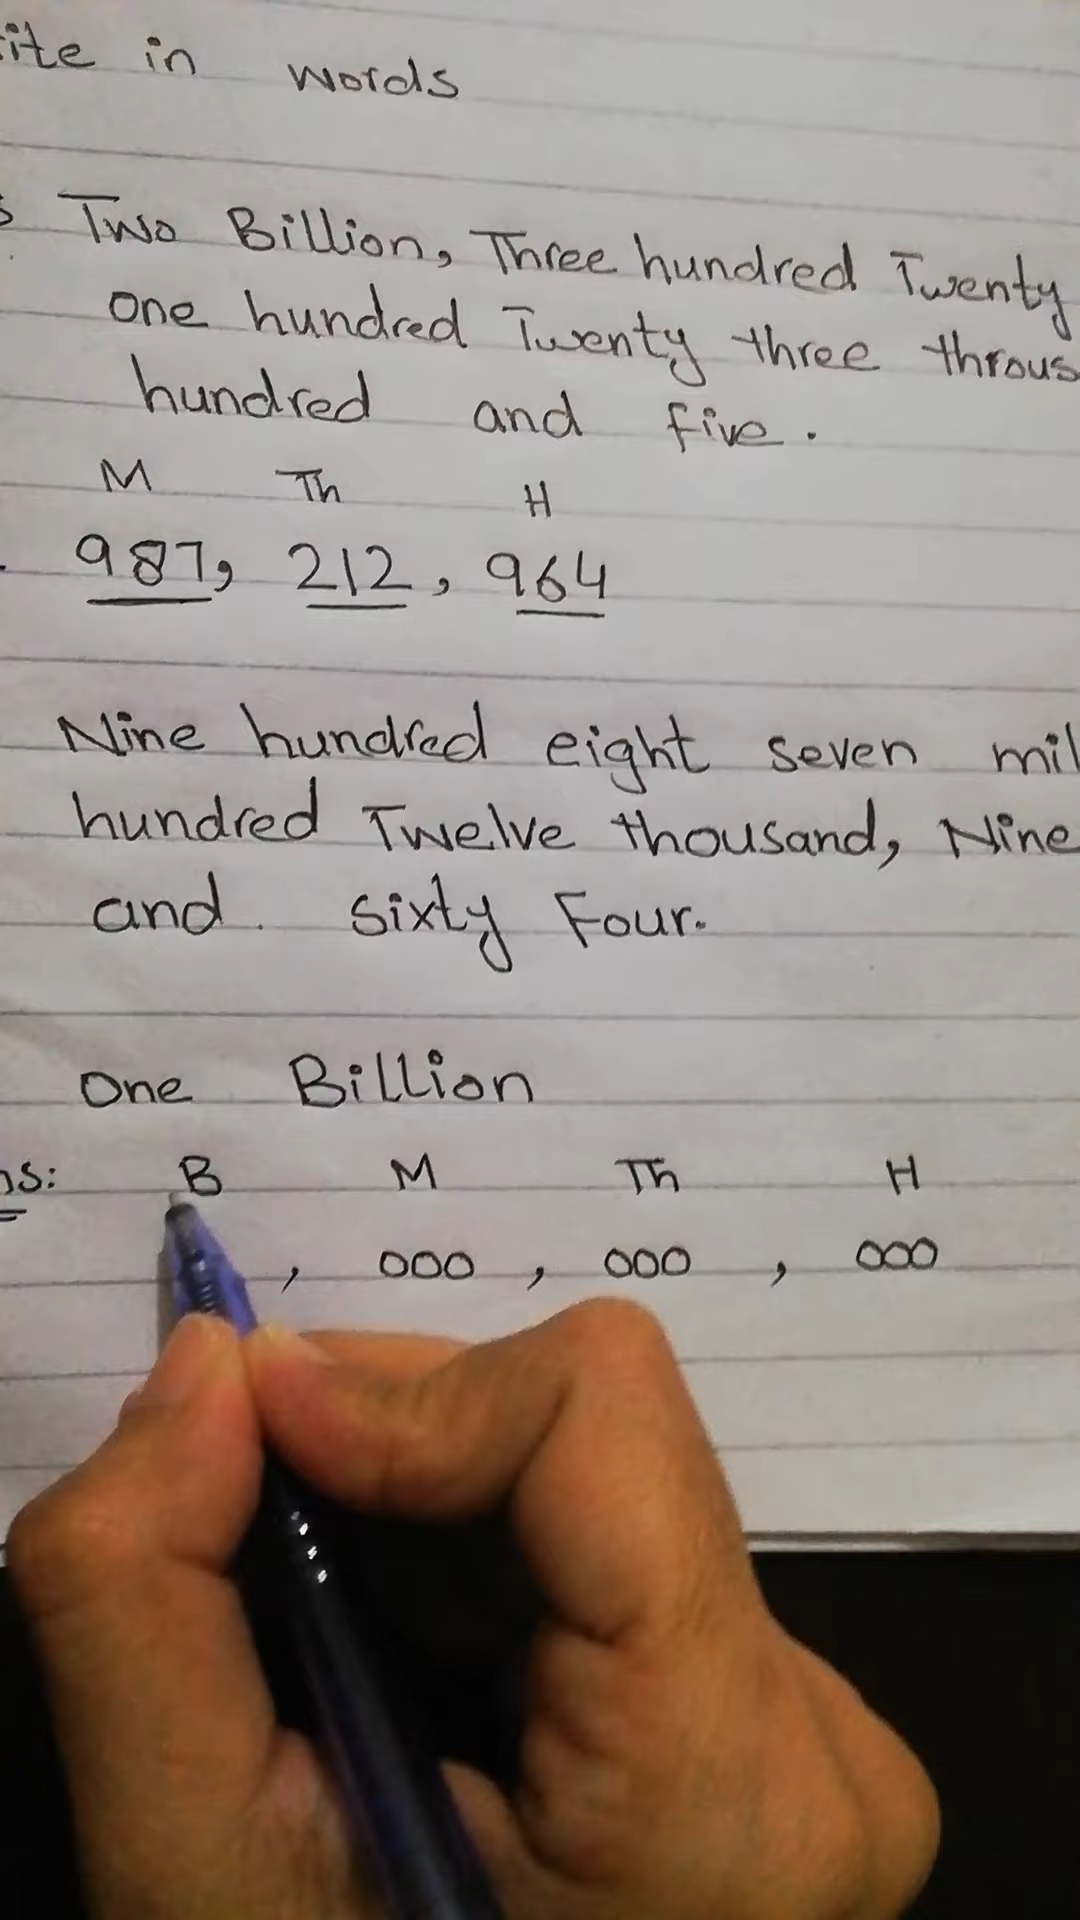 ite in words
Two Billion, Three hundred Twenty
one hundred Twenty three throus
hundred and five.
M Th H
987, 212, 964
Nine hundred eight seven mil
hundred Twelve thousand, Nine
and sixty Four.
One Billion
ns: B M Th H
, 000, 000, 000